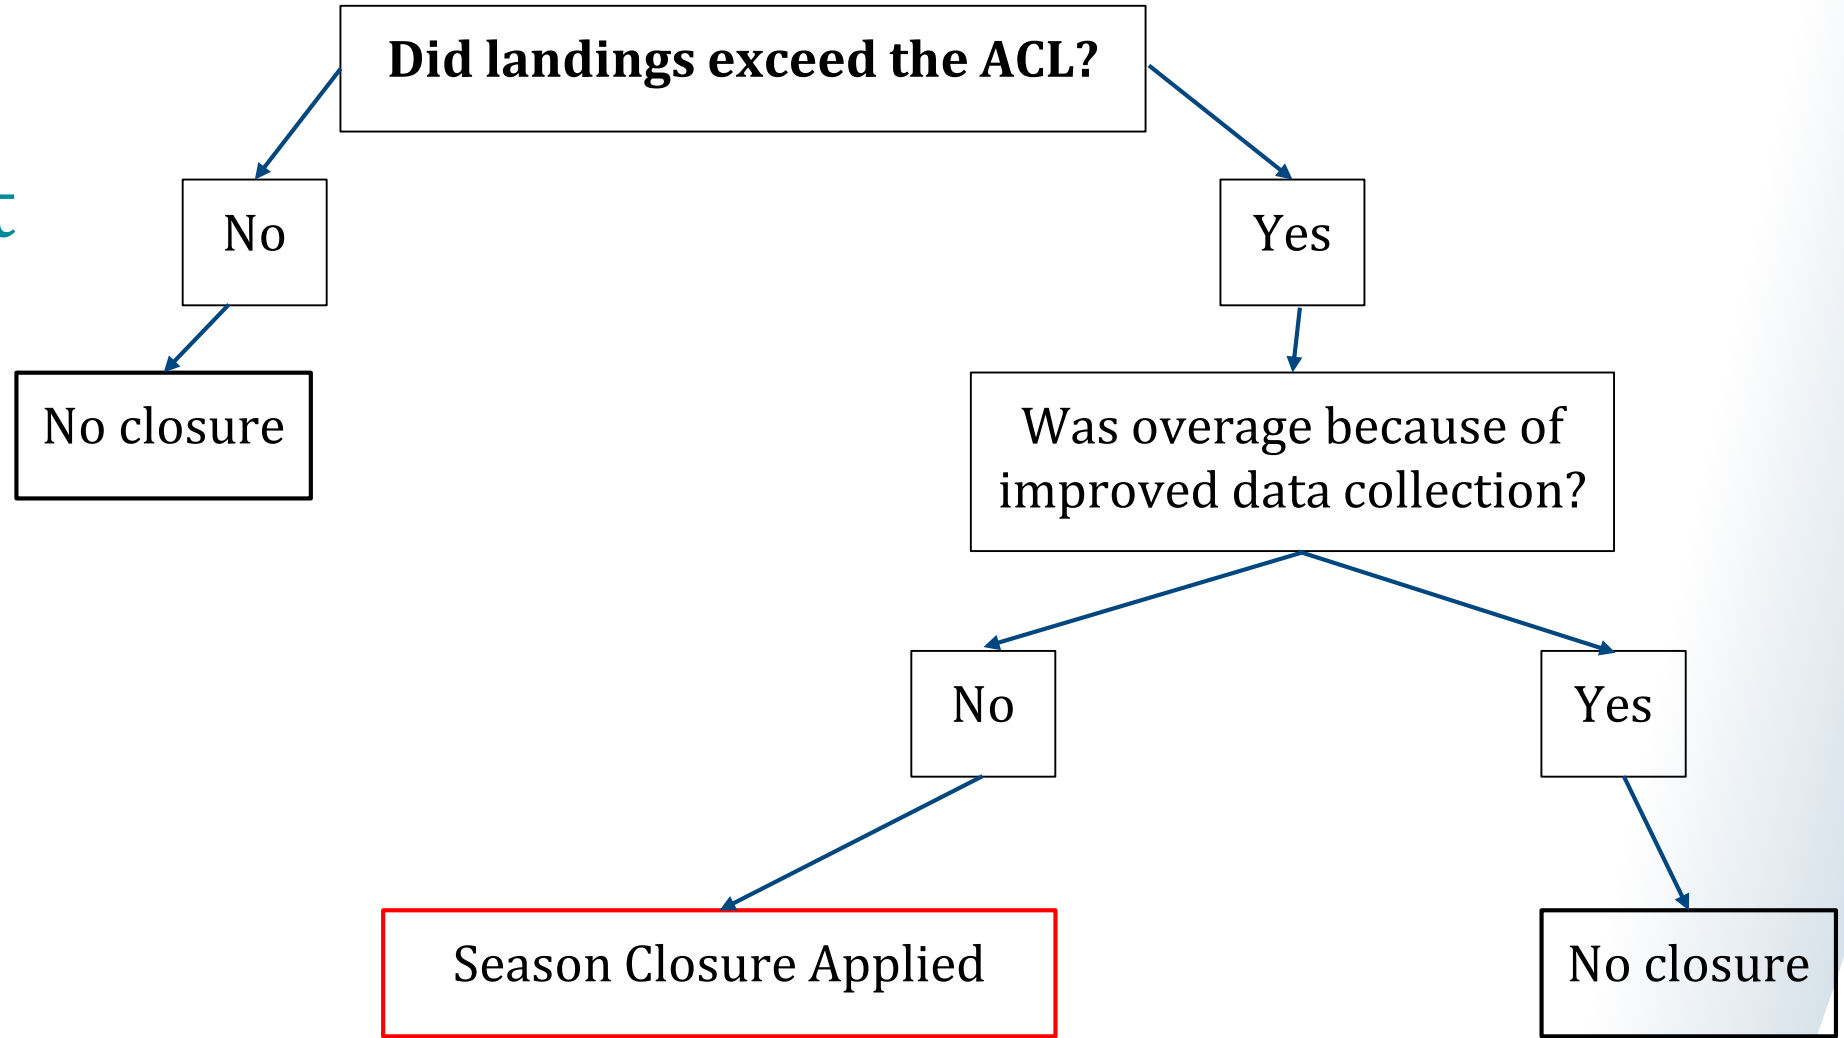 Did landings exceed the ACL?
t
No
Yes
No closure
Was overage because of
improved data collection?
No
Yes
Season Closure Applied
No closure